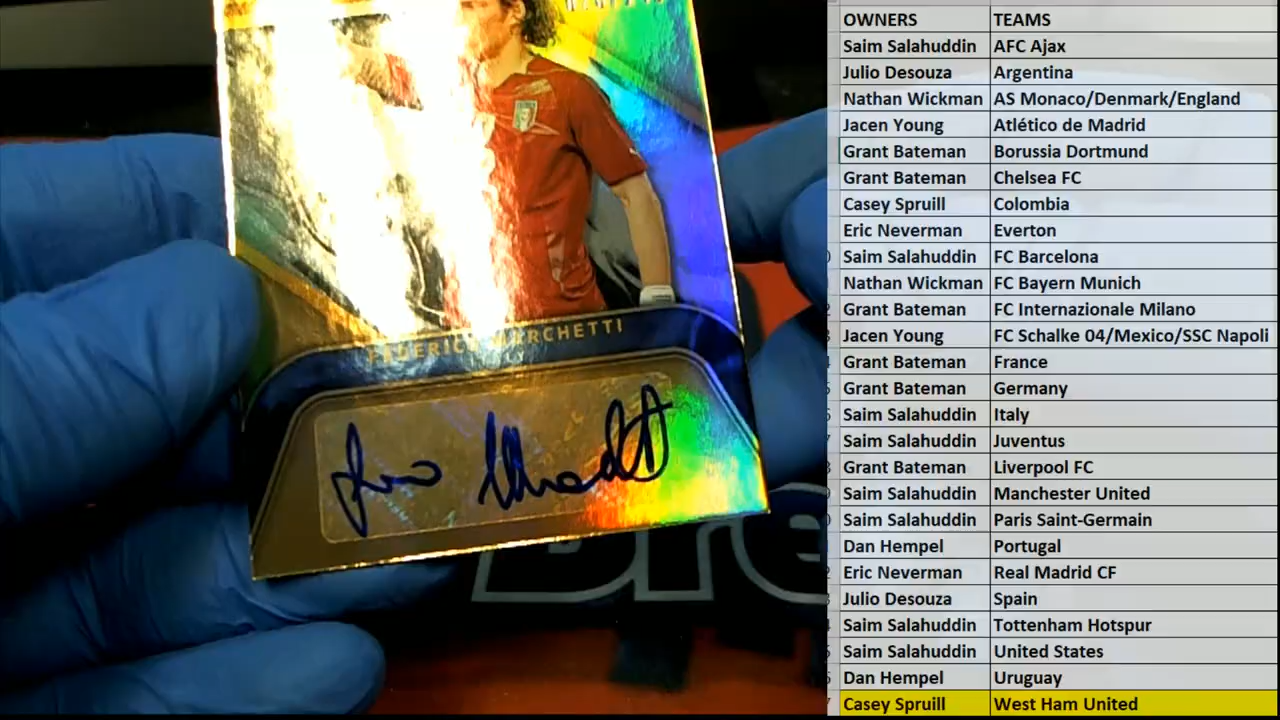 FEDERICO MARCHETTI
OWNERS TEAMS
Saim Salahuddin AFC Ajax
Julio Desouza Argentina
Nathan Wickman AS Monaco/Denmark/England
Jacen Young Atlético de Madrid
Grant Bateman Borussia Dortmund
Grant Bateman Chelsea FC
Casey Spruill Colombia
Eric Neverman Everton
Saim Salahuddin FC Barcelona
Nathan Wickman FC Bayern Munich
Grant Bateman FC Internazionale Milano
Jacen Young FC Schalke 04/Mexico/SSC Napoli
Grant Bateman France
Grant Bateman Germany
Saim Salahuddin Italy
Saim Salahuddin Juventus
Grant Bateman Liverpool FC
Saim Salahuddin Manchester United
Saim Salahuddin Paris Saint-Germain
Dan Hempel Portugal
Eric Neverman Real Madrid CF
Julio Desouza Spain
Saim Salahuddin Tottenham Hotspur
Saim Salahuddin United States
Dan Hempel Uruguay
Casey Spruill West Ham United